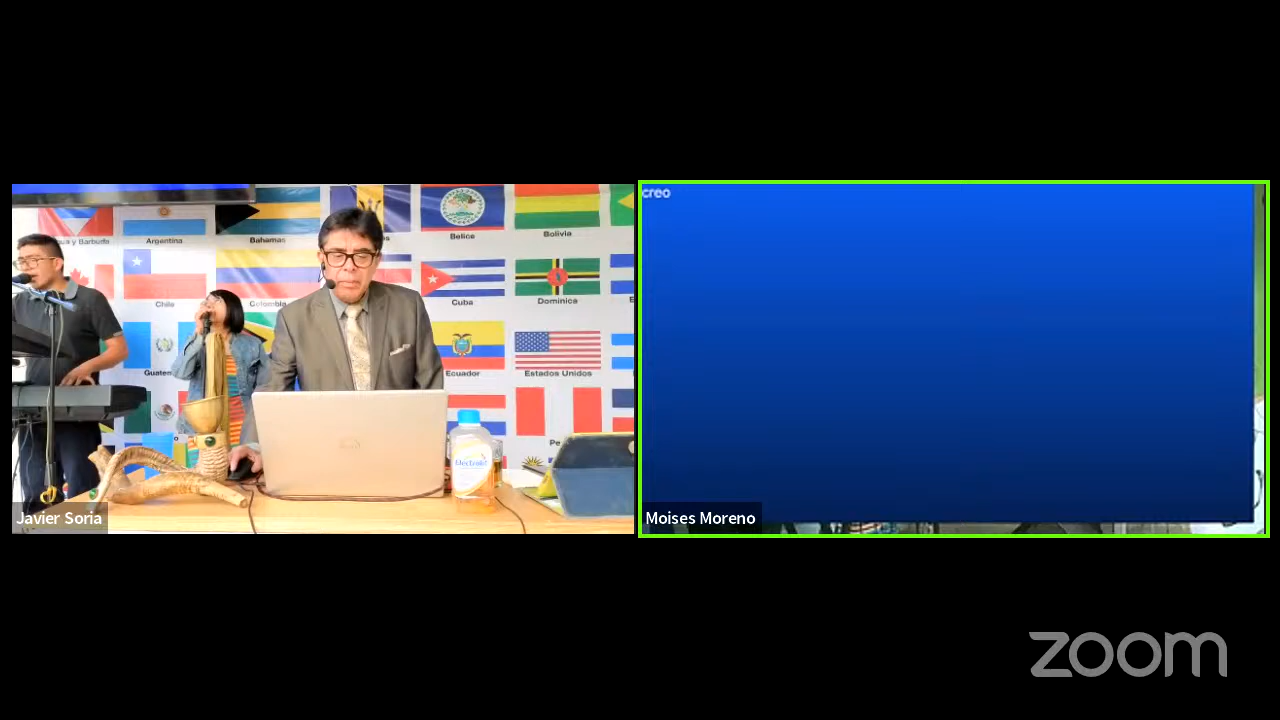 Argentina
Bahamas
Belice
Bolivia
Chile
Colombia
Cuba
Dominica
Ecuador
Estados Unidos
Electrolit
Javier Soria
creo
Moises Moreno
zoom